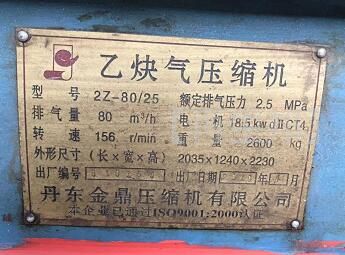 乙炔气压缩机
型号 2Z-80/25 额定排气压力 2.5 MPa
排气量 80 m³/h 电机 18.5kw dⅡCT4
转速 156 r/min 重量 2600 kg
外形尺寸 (长×宽×高) 2035×1240×2230
出厂编号 出厂日期 年 月
丹东金鼎压缩机有限公司
本企业已通过ISO9001:2000认证